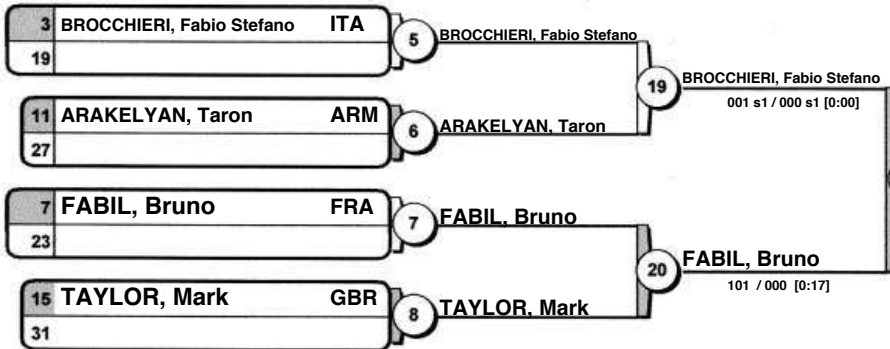 3 BROCCHIERI, Fabio Stefano ITA
19
5
BROCCHIERI, Fabio Stefano
11 ARAKELYAN, Taron ARM
27
6
ARAKELYAN, Taron
19
BROCCHIERI, Fabio Stefano
001 s1 / 000 s1 [0:00]
7 FABIL, Bruno FRA
23
7
FABIL, Bruno
15 TAYLOR, Mark GBR
31
8
TAYLOR, Mark
20
FABIL, Bruno
101 / 000 [0:17]